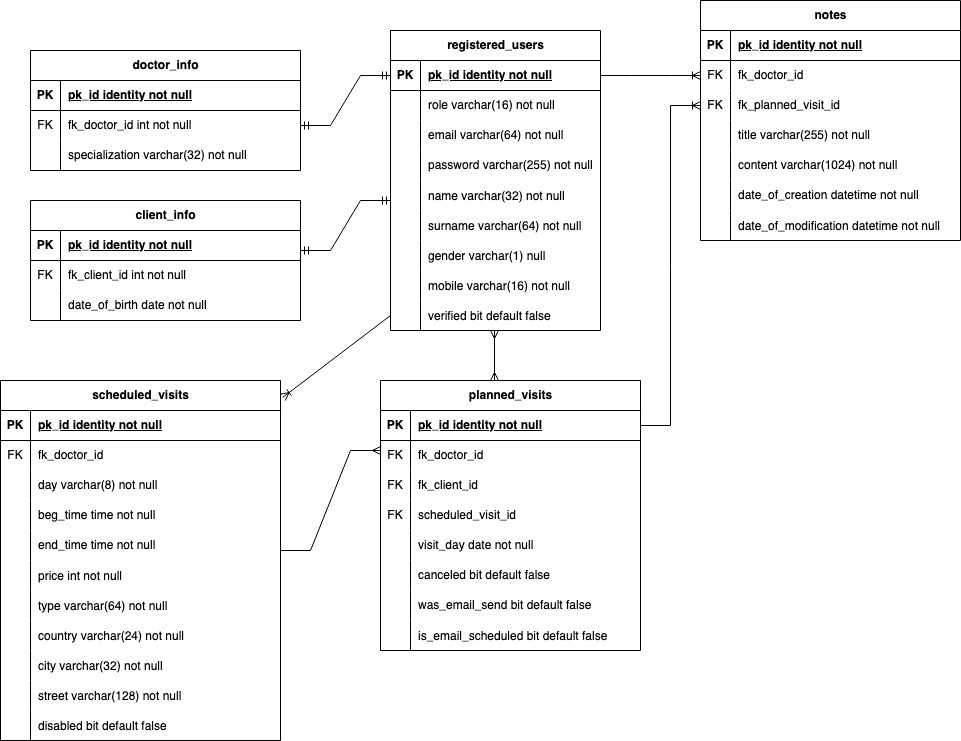 doctor_info
PK pk_id identity not null
FK fk_doctor_id int not null
specialization varchar(32) not null
client_info
PK pk_id identity not null
FK fk_client_id int not null
date_of_birth date not null
registered_users
PK pk_id identity not null
role varchar(16) not null
email varchar(64) not null
password varchar(255) not null
name varchar(32) not null
surname varchar(64) not null
gender varchar(1) null
mobile varchar(16) not null
verified bit default false
notes
PK pk_id identity not null
FK fk_doctor_id
FK fk_planned_visit_id
title varchar(255) not null
content varchar(1024) not null
date_of_creation datetime not null
date_of_modification datetime not null
scheduled_visits
PK pk_id identity not null
FK fk_doctor_id
day varchar(8) not null
beg_time time not null
end_time time not null
price int not null
type varchar(64) not null
country varchar(24) not null
city varchar(32) not null
street varchar(128) not null
disabled bit default false
planned_visits
PK pk_id identity not null
FK fk_doctor_id
FK fk_client_id
FK scheduled_visit_id
visit_day date not null
canceled bit default false
was_email_send bit default false
is_email_scheduled bit default false